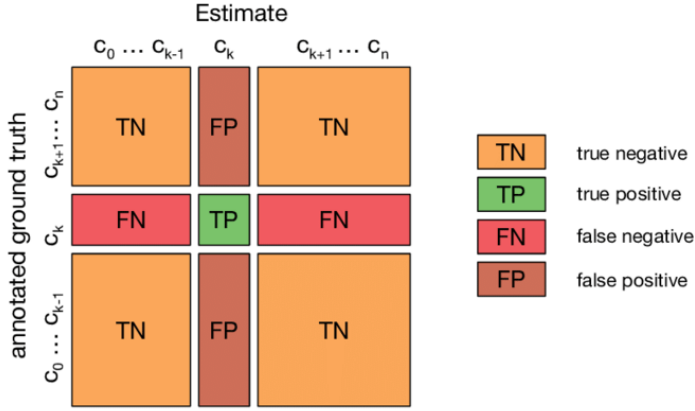 Estimate
c0 ... ck-1 ck ck+1 ... cn
annotated ground truth
ck+1 ... cn
TN FP TN
ck
FN TP FN
c0 ... ck-1
TN FP TN
TN true negative
TP true positive
FN false negative
FP false positive